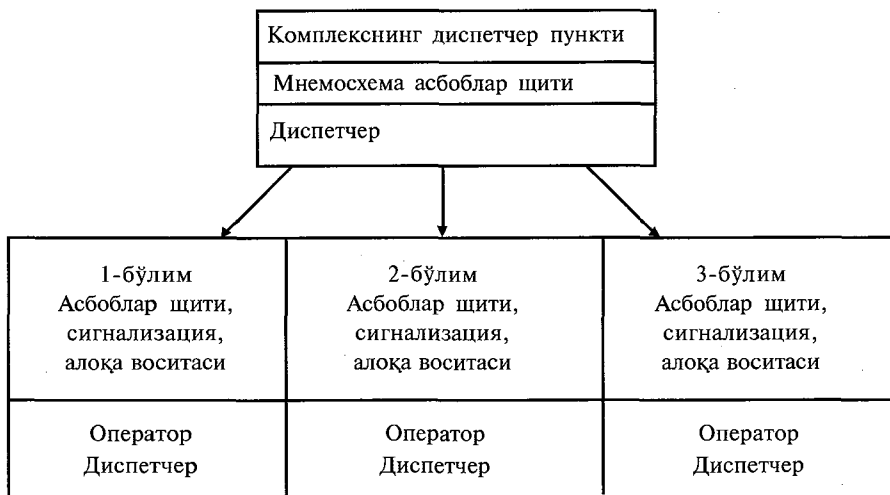 Комплекснинг диспетчер пункти
Мнемосхема асбоблар щити
Диспетчер
1-бўлим
Асбоблар щити,
сигнализация,
алоқа воситаси
2-бўлим
Асбоблар щити,
сигнализация,
алоқа воситаси
3-бўлим
Асбоблар щити,
сигнализация,
алоқа воситаси
Оператор
Диспетчер
Оператор
Диспетчер
Оператор
Диспетчер